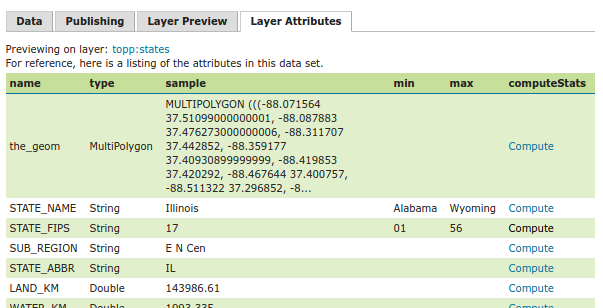 Data Publishing Layer Preview Layer Attributes
Previewing on layer: topp:states
For reference, here is a listing of the attributes in this data set.
name type sample min max computeStats
MULTIPOLYGON (((-88.071564
37.51099000000001, -88.087883
37.476273000000006, -88.311707
37.442852, -88.359177
the_geom MultiPolygon 37.40930899999999, -88.419853 Compute
37.420292, -88.467644 37.400757,
-88.511322 37.296852, -8...
STATE_NAME String Illinois Alabama Wyoming Compute
STATE_FIPS String 17 01 56 Compute
SUB_REGION String E N Cen Compute
STATE_ABBR String IL Compute
LAND_KM Double 143986.61 Compute
WATER_KM Double 1993.335 Compute